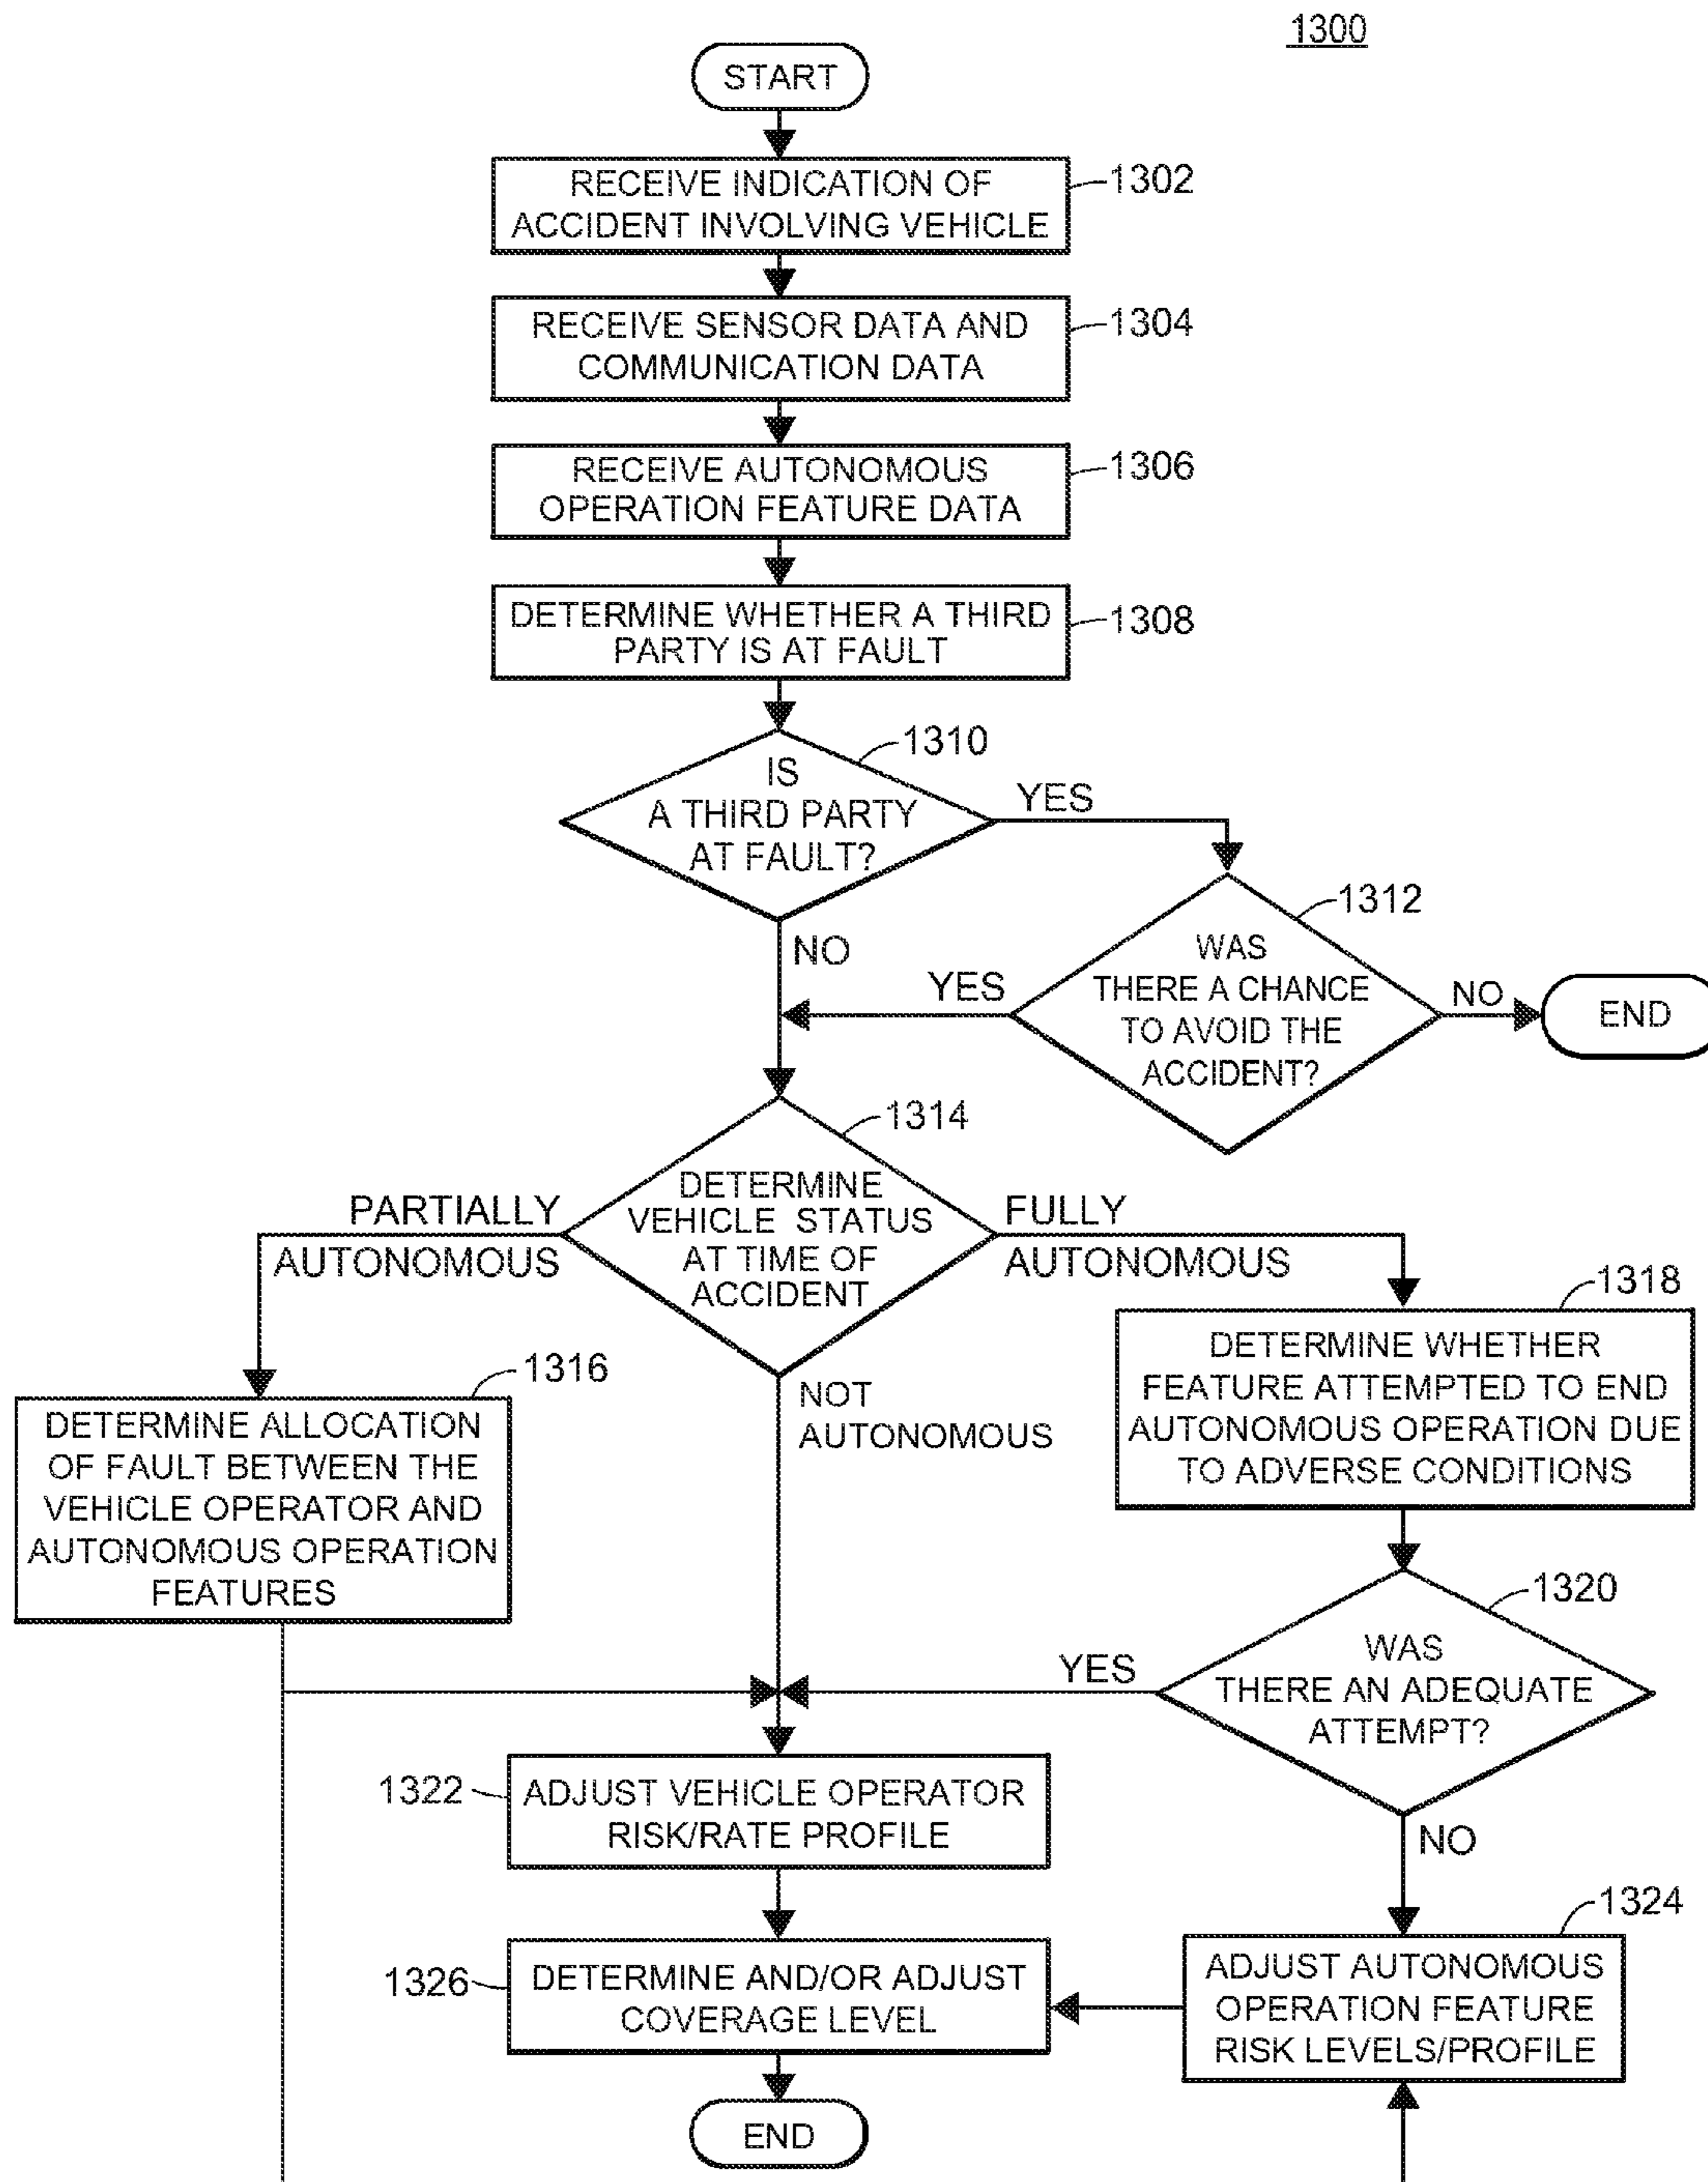 1300
START
RECEIVE INDICATION OF
ACCIDENT INVOLVING VEHICLE
1302
RECEIVE SENSOR DATA AND
COMMUNICATION DATA
1304
RECEIVE AUTONOMOUS
OPERATION FEATURE DATA
1306
DETERMINE WHETHER A THIRD
PARTY IS AT FAULT
1308
1310
IS
A THIRD PARTY
AT FAULT?
YES
NO
1312
WAS
THERE A CHANCE
TO AVOID THE
ACCIDENT?
YES
NO
END
1314
DETERMINE
VEHICLE STATUS
AT TIME OF
ACCIDENT
PARTIALLY
AUTONOMOUS
FULLY
AUTONOMOUS
NOT
AUTONOMOUS
1316
DETERMINE ALLOCATION
OF FAULT BETWEEN THE
VEHICLE OPERATOR AND
AUTONOMOUS OPERATION
FEATURES
1318
DETERMINE WHETHER
FEATURE ATTEMPTED TO END
AUTONOMOUS OPERATION DUE
TO ADVERSE CONDITIONS
1320
WAS
THERE AN ADEQUATE
ATTEMPT?
YES
NO
1322
ADJUST VEHICLE OPERATOR
RISK/RATE PROFILE
1324
ADJUST AUTONOMOUS
OPERATION FEATURE
RISK LEVELS/PROFILE
1326
DETERMINE AND/OR ADJUST
COVERAGE LEVEL
END